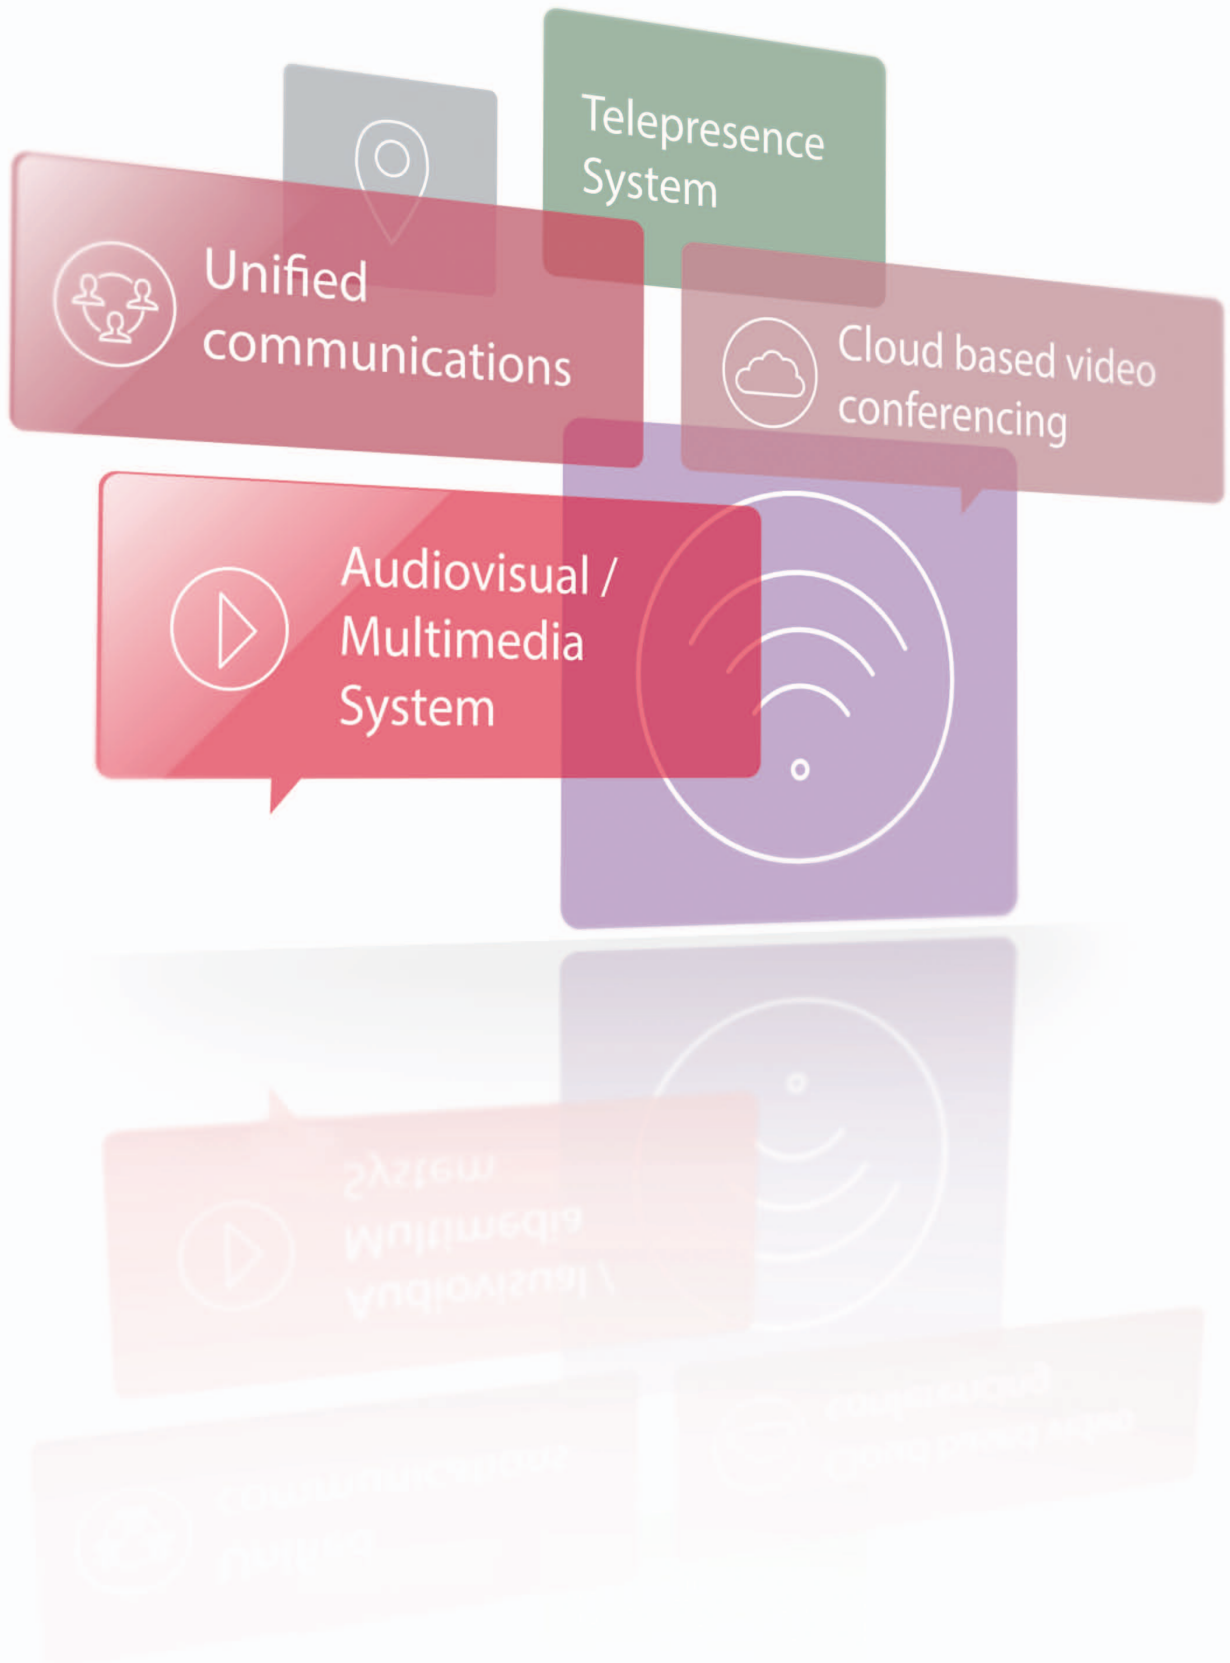 Telepresence
System
Unified
communications
Cloud based video
conferencing
Audiovisual /
Multimedia
System